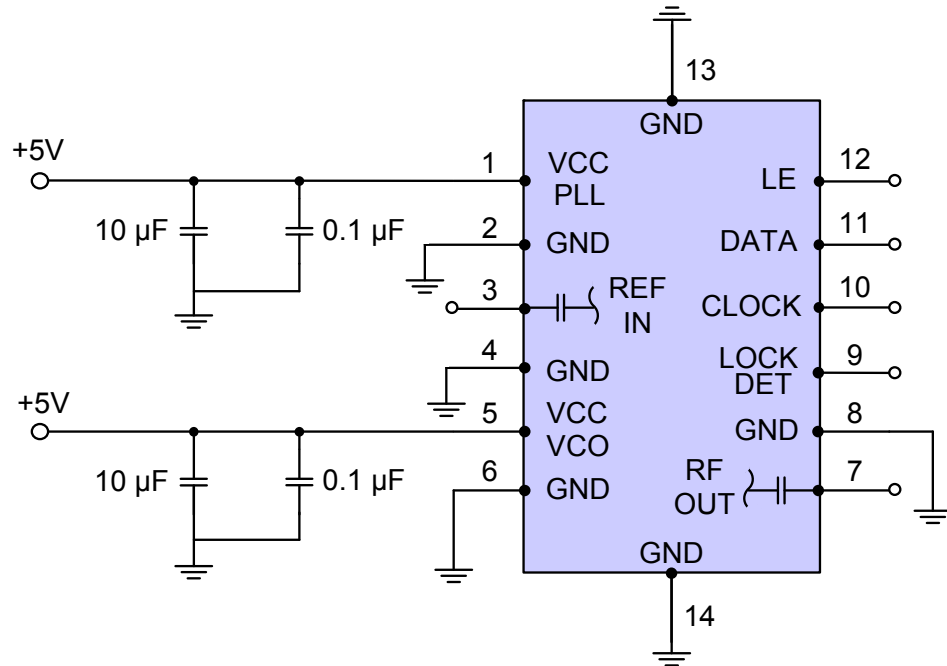 13
GND
+5V
10 µF
0.1 µF
1
VCC
PLL
2
GND
3
REF
IN
4
GND
+5V
10 µF
0.1 µF
5
VCC
VCO
6
GND
12
LE
11
DATA
10
CLOCK
9
LOCK
DET
8
GND
7
RF
OUT
GND
14